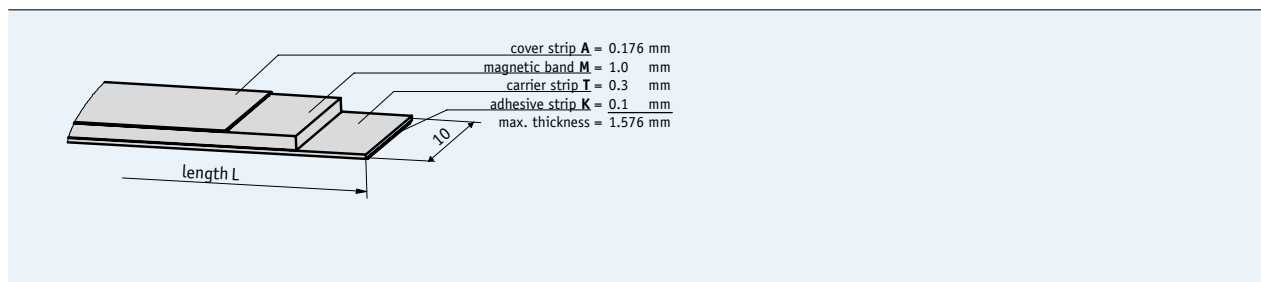 cover strip A = 0.176 mm
magnetic band M = 1.0 mm
carrier strip T = 0.3 mm
adhesive strip K = 0.1 mm
max. thickness = 1.576 mm
10
length L